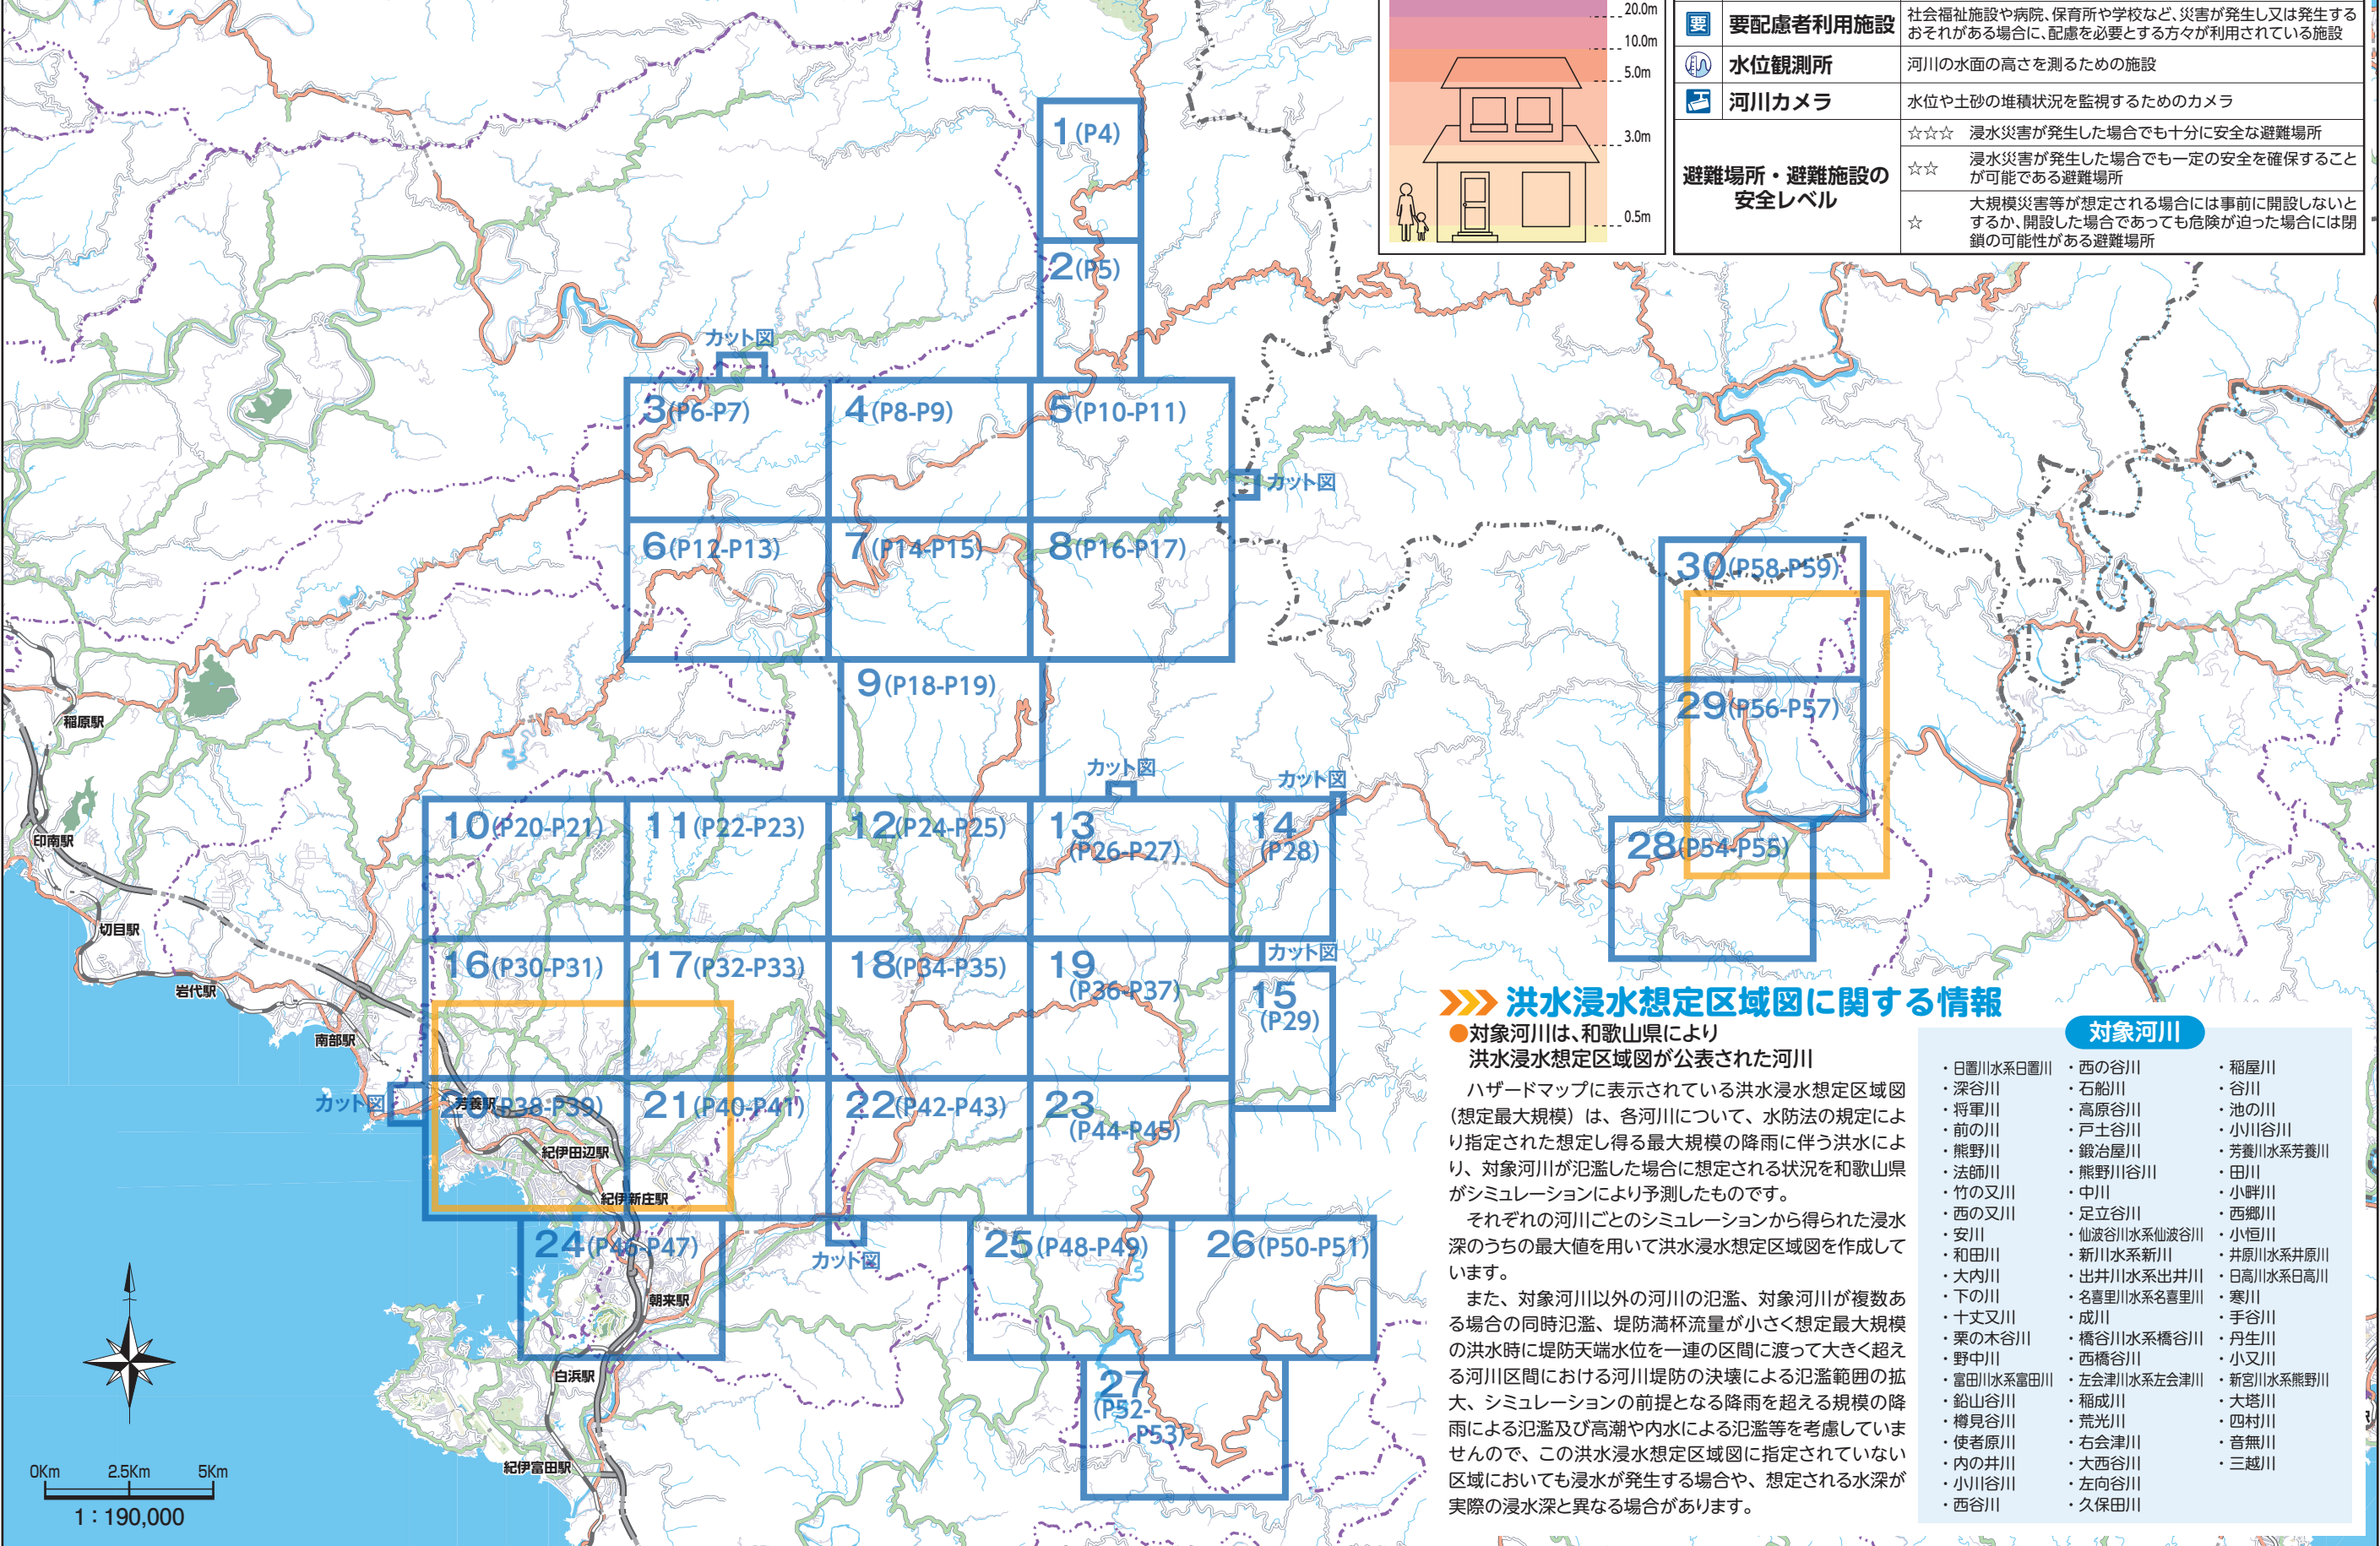 20.0m
10.0m
5.0m
3.0m
0.5m
要 要配慮者利用施設 社会福祉施設や病院、保育所や学校など、災害が発生し又は発生する
おそれがある場合に、配慮を必要とする方々が利用されている施設
水位観測所 河川の水面の高さを測るための施設
河川カメラ 水位や土砂の堆積状況を監視するためのカメラ
避難場所・避難施設の
安全レベル
☆☆☆ 浸水災害が発生した場合でも十分に安全な避難場所
☆☆ 浸水災害が発生した場合でも一定の安全を確保すること
が可能である避難場所
☆ 大規模災害等が想定される場合には事前に開設しないと
するか、開設した場合であっても危険が迫った場合には閉
鎖の可能性がある避難場所
1(P4)
2(P5)
カット図
3(P6-P7)
4(P8-P9)
5(P10-P11)
カット図
6(P12-P13)
7(P14-P15)
8(P16-P17)
30(P58-P59)
9(P18-P19)
29(P56-P57)
稲原駅
カット図
カット図
10(P20-P21)
11(P22-P23)
12(P24-P25)
13
(P26-P27)
14
(P28)
28(P54-P55)
印南駅
切目駅
カット図
16(P30-P31)
17(P32-P33)
18(P34-P35)
19
(P36-P37)
15
(P29)
岩代駅
南部駅
カット図
芳養駅
20(P38-P39)
21(P40-P41)
22(P42-P43)
23
(P44-P45)
紀伊田辺駅
紀伊新庄駅
24(P46-P47)
カット図
25(P48-P49)
26(P50-P51)
朝来駅
白浜駅
27
(P52-
P53)
紀伊富田駅
0Km 2.5Km 5Km
1：190,000
洪水浸水想定区域図に関する情報
●対象河川は、和歌山県により
洪水浸水想定区域図が公表された河川
ハザードマップに表示されている洪水浸水想定区域図
（想定最大規模）は、各河川について、水防法の規定によ
り指定された想定し得る最大規模の降雨に伴う洪水によ
り、対象河川が氾濫した場合に想定される状況を和歌山県
がシミュレーションにより予測したものです。
それぞれの河川ごとのシミュレーションから得られた浸水
深のうちの最大値を用いて洪水浸水想定区域図を作成して
います。
また、対象河川以外の河川の氾濫、対象河川が複数あ
る場合の同時氾濫、堤防満杯流量が小さく想定最大規模
の洪水時に堤防天端水位を一連の区間に渡って大きく超え
る河川区間における河川堤防の決壊による氾濫範囲の拡
大、シミュレーションの前提となる降雨を超える規模の降
雨による氾濫及び高潮や内水による氾濫等を考慮していま
せんので、この洪水浸水想定区域図に指定されていない
区域においても浸水が発生する場合や、想定される水深が
実際の浸水深と異なる場合があります。
対象河川
・日置川水系日置川
・深谷川
・将軍川
・前の川
・熊野川
・法師川
・竹の又川
・西の又川
・安川
・和田川
・大内川
・下の川
・十丈又川
・栗の木谷川
・野中川
・富田川水系富田川
・鉛山谷川
・樽見谷川
・使者原川
・内の井川
・小川谷川
・西谷川
・西の谷川
・石船川
・高原谷川
・戸土谷川
・鍛冶屋川
・熊野川谷川
・中川
・足立谷川
・仙波谷川水系仙波谷川
・新川水系新川
・出井川水系出井川
・名喜里川水系名喜里川
・成川
・橋谷川水系橋谷川
・西橋谷川
・左会津川水系左会津川
・稲成川
・荒光川
・右会津川
・大西谷川
・左向谷川
・久保田川
・稲屋川
・谷川
・池の川
・小川谷川
・芳養川水系芳養川
・田川
・小畔川
・西郷川
・小恒川
・井原川水系井原川
・日高川水系日高川
・寒川
・手谷川
・丹生川
・小又川
・新宮川水系熊野川
・大塔川
・四村川
・音無川
・三越川